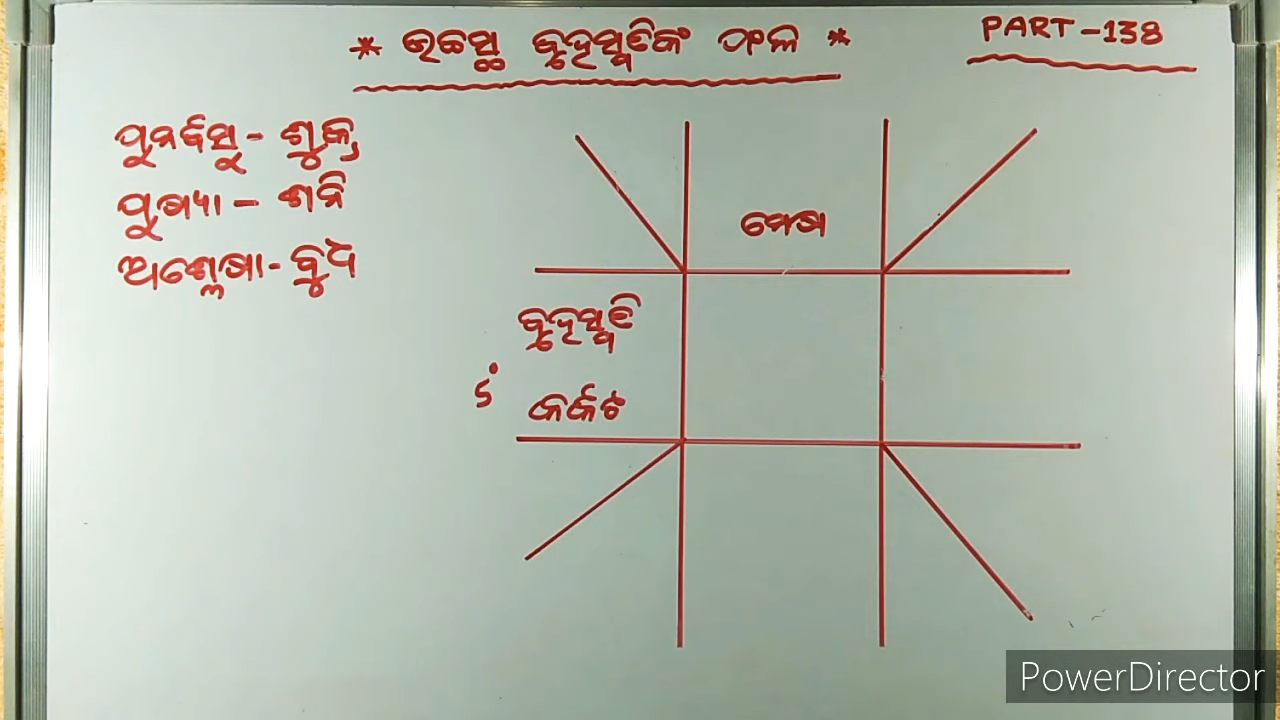 * ଉଚ୍ଚସ୍ଥ ବୃହସ୍ପତିଙ୍କ ଫଳ *
PART-138
ପୁନର୍ବସୁ - ଶୁକ୍ର
ପୁଷ୍ୟା - ଶନି
ଅଶ୍ଳେଷା - ବୁଧ
ମେଷ
ବୃହସ୍ପତି
କର୍କଟ
PowerDirector